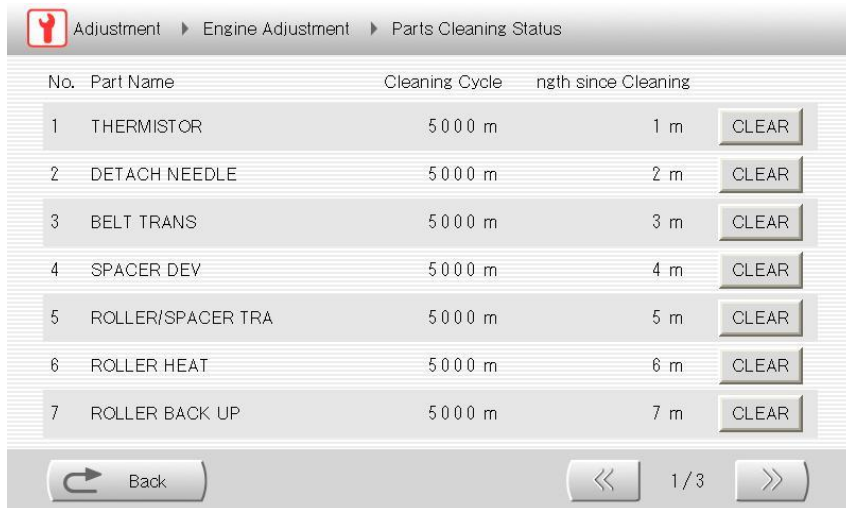 Adjustment ▶ Engine Adjustment ▶ Parts Cleaning Status
No. Part Name Cleaning Cycle ngth since Cleaning
1 THERMISTOR 5000 m 1 m CLEAR
2 DETACH NEEDLE 5000 m 2 m CLEAR
3 BELT TRANS 5000 m 3 m CLEAR
4 SPACER DEV 5000 m 4 m CLEAR
5 ROLLER/SPACER TRA 5000 m 5 m CLEAR
6 ROLLER HEAT 5000 m 6 m CLEAR
7 ROLLER BACK UP 5000 m 7 m CLEAR
Back 1/3